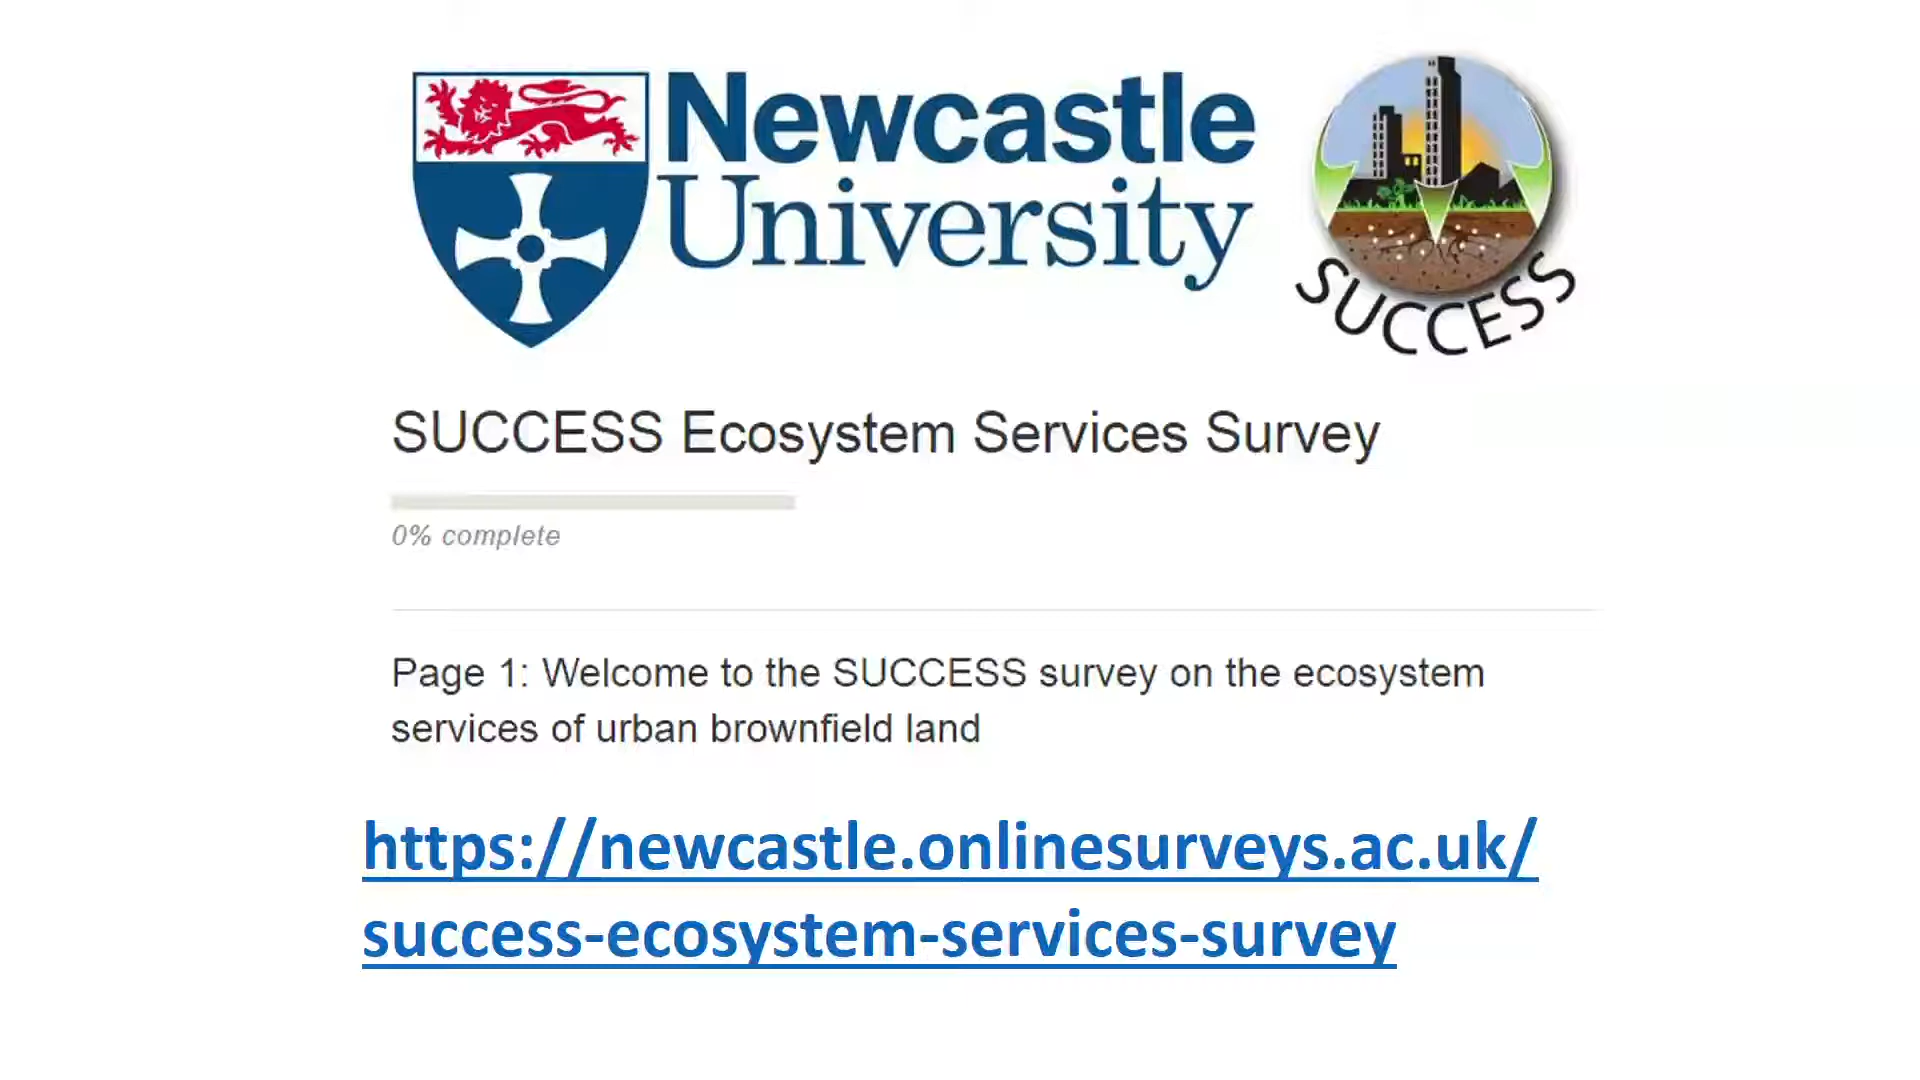 Newcastle
University
SUCCESS
SUCCESS Ecosystem Services Survey
0% complete
Page 1: Welcome to the SUCCESS survey on the ecosystem
services of urban brownfield land
https://newcastle.onlinesurveys.ac.uk/
success-ecosystem-services-survey